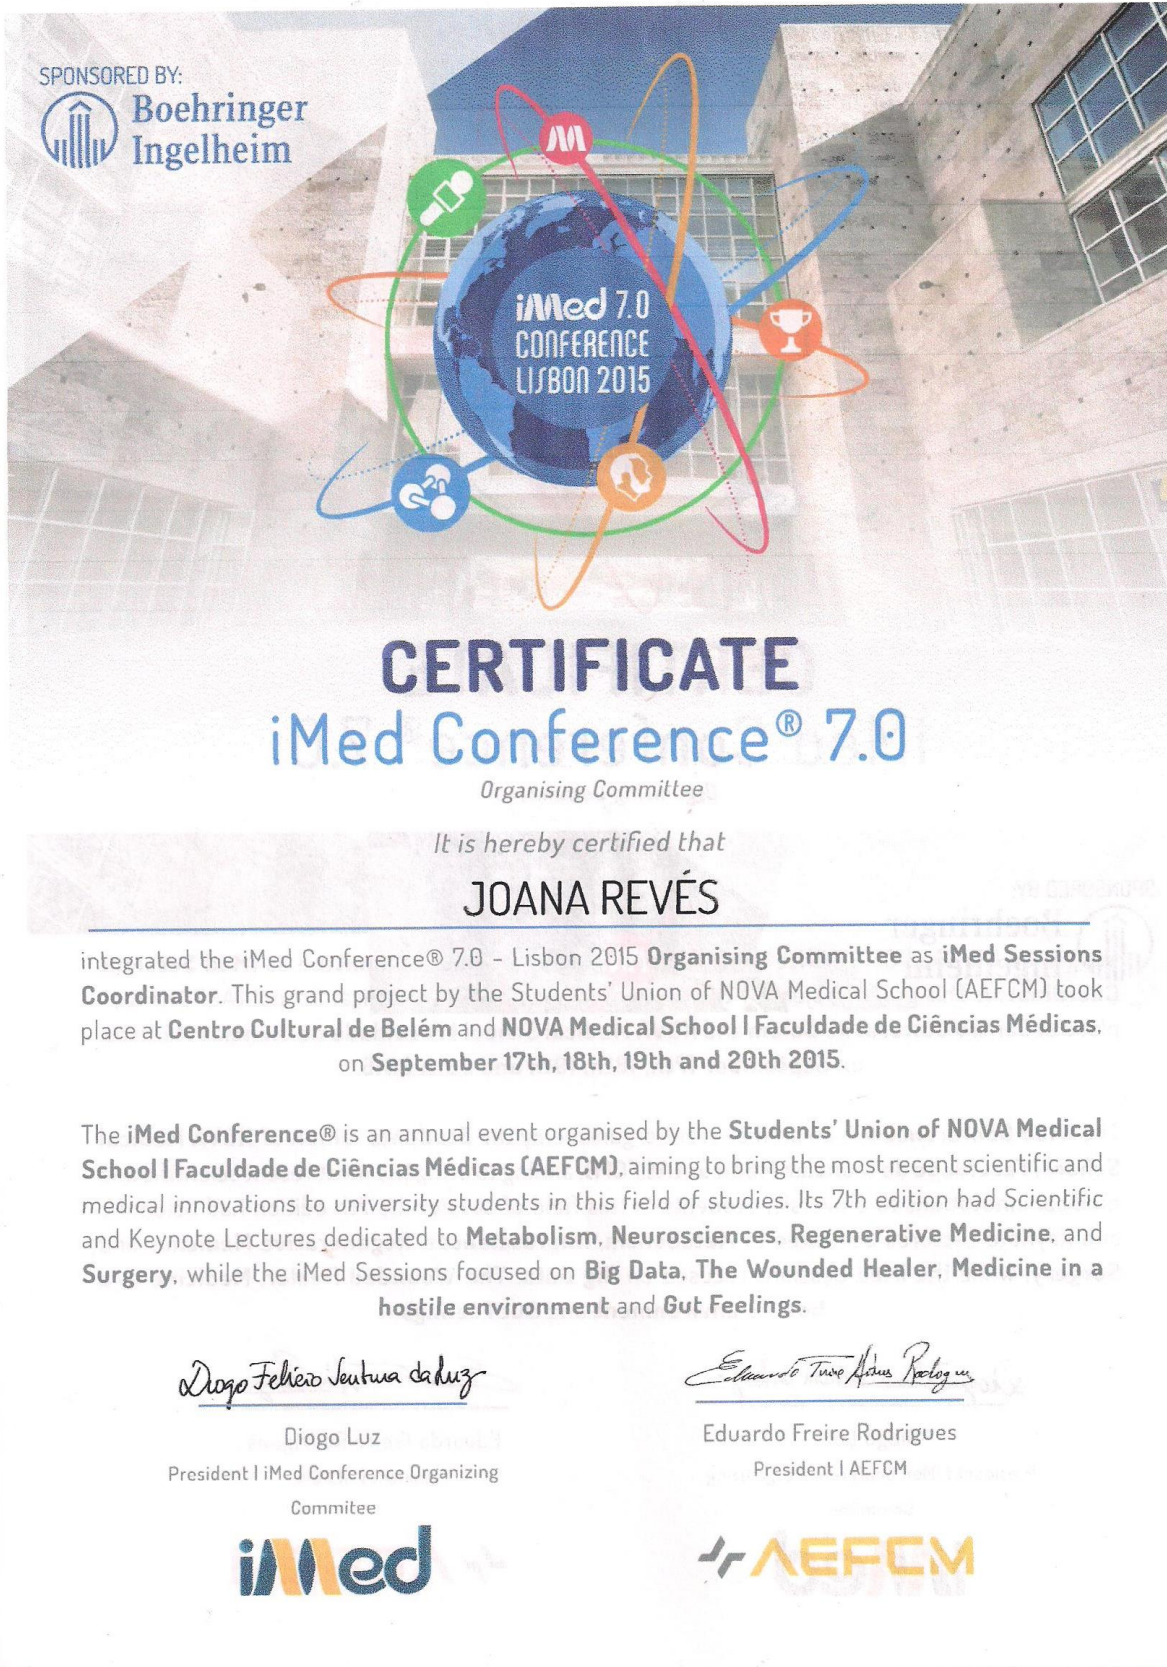 SPONSORED BY:
Boehringer
Ingelheim
iMed 7.0
CONFERENCE
LISBON 2015
CERTIFICATE
iMed Conference® 7.0
Organising Committee
It is hereby certified that
JOANA REVÉS
integrated the iMed Conference® 7.0 - Lisbon 2015 Organising Committee as iMed Sessions
Coordinator. This grand project by the Students' Union of NOVA Medical School (AEFCM) took
place at Centro Cultural de Belém and NOVA Medical School | Faculdade de Ciências Médicas,
on September 17th, 18th, 19th and 20th 2015.
The iMed Conference® is an annual event organised by the Students' Union of NOVA Medical
School | Faculdade de Ciências Médicas (AEFCM), aiming to bring the most recent scientific and
medical innovations to university students in this field of studies. Its 7th edition had Scientific
and Keynote Lectures dedicated to Metabolism, Neurosciences, Regenerative Medicine, and
Surgery, while the iMed Sessions focused on Big Data, The Wounded Healer, Medicine in a
hostile environment and Gut Feelings.
Diogo Ventura da Luz
Diogo Luz
President | iMed Conference Organizing
Commitee
iMed
Eduardo Rodrigues
Eduardo Freire Rodrigues
President | AEFCM
AEFCM